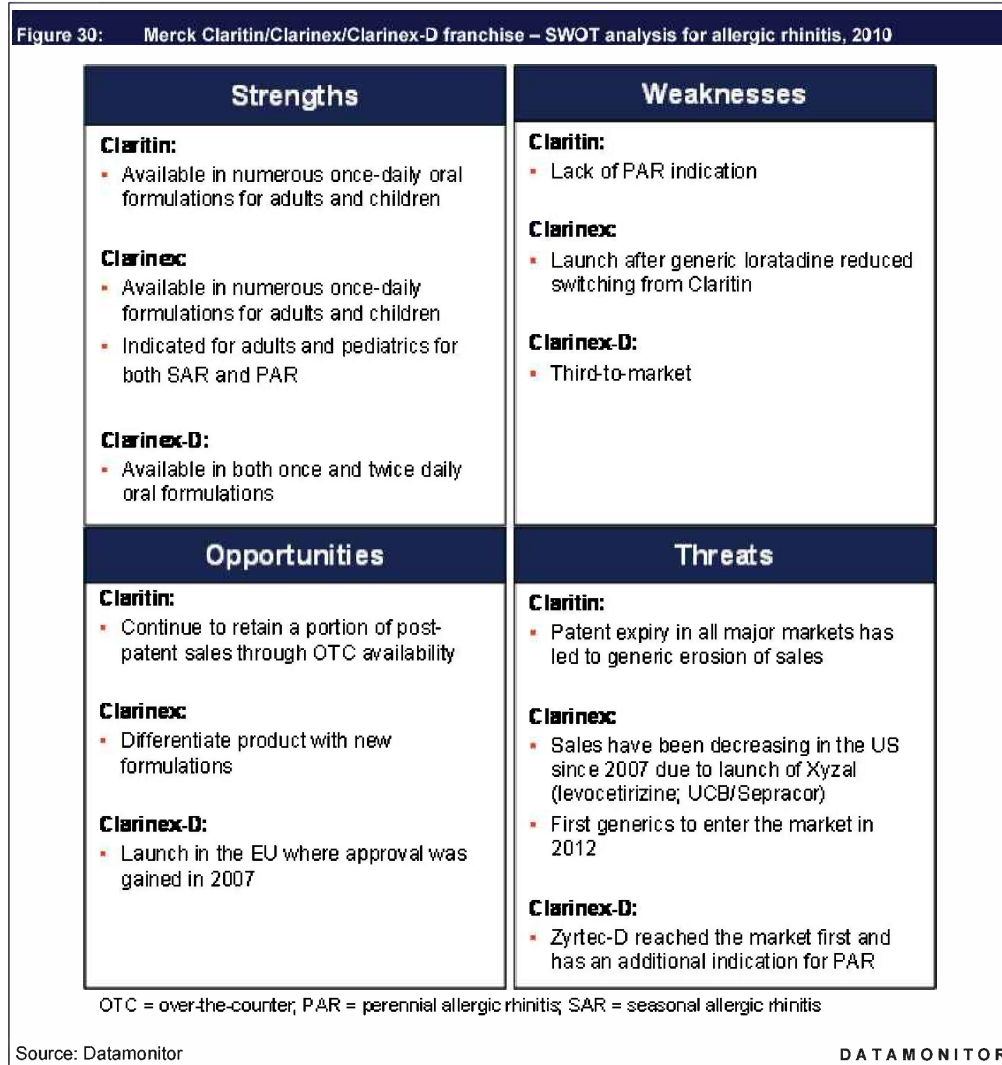 Figure 30: Merck Claritin/Clarinex/Clarinex-D franchise – SWOT analysis for allergic rhinitis, 2010
Strengths
Claritin:
▪ Available in numerous once-daily oral
formulations for adults and children
Clarinex:
▪ Available in numerous once-daily
formulations for adults and children
▪ Indicated for adults and pediatrics for
both SAR and PAR
Clarinex-D:
▪ Available in both once and twice daily
oral formulations
Weaknesses
Claritin:
▪ Lack of PAR indication
Clarinex:
▪ Launch after generic loratadine reduced
switching from Claritin
Clarinex-D:
▪ Third-to-market
Opportunities
Claritin:
▪ Continue to retain a portion of post-
patent sales through OTC availability
Clarinex:
▪ Differentiate product with new
formulations
Clarinex-D:
▪ Launch in the EU where approval was
gained in 2007
Threats
Claritin:
▪ Patent expiry in all major markets has
led to generic erosion of sales
Clarinex:
▪ Sales have been decreasing in the US
since 2007 due to launch of Xyzal
(levocetirizine; UCB/Sepracor)
▪ First generics to enter the market in
2012
Clarinex-D:
▪ Zyrtec-D reached the market first and
has an additional indication for PAR
OTC = over-the-counter; PAR = perennial allergic rhinitis; SAR = seasonal allergic rhinitis
Source: Datamonitor
DATAMONITOR